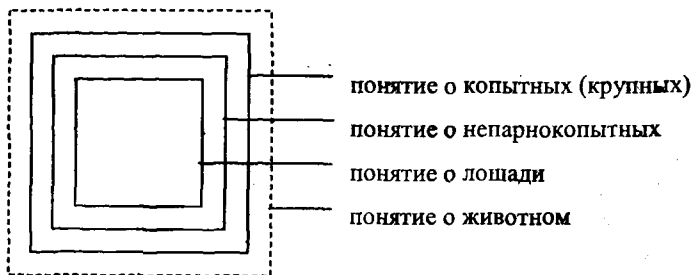 понятие о копытных (крупных)
понятие о непарнокопытных
понятие о лошади
понятие о животном